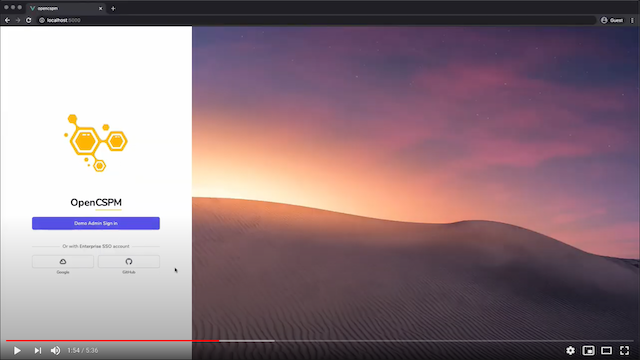 opencspm
localhost:5000
Guest
OpenCSPM
Demo Admin Sign in
Or with Enterprise SSO account
Google
GitHub
1:54 / 5:36